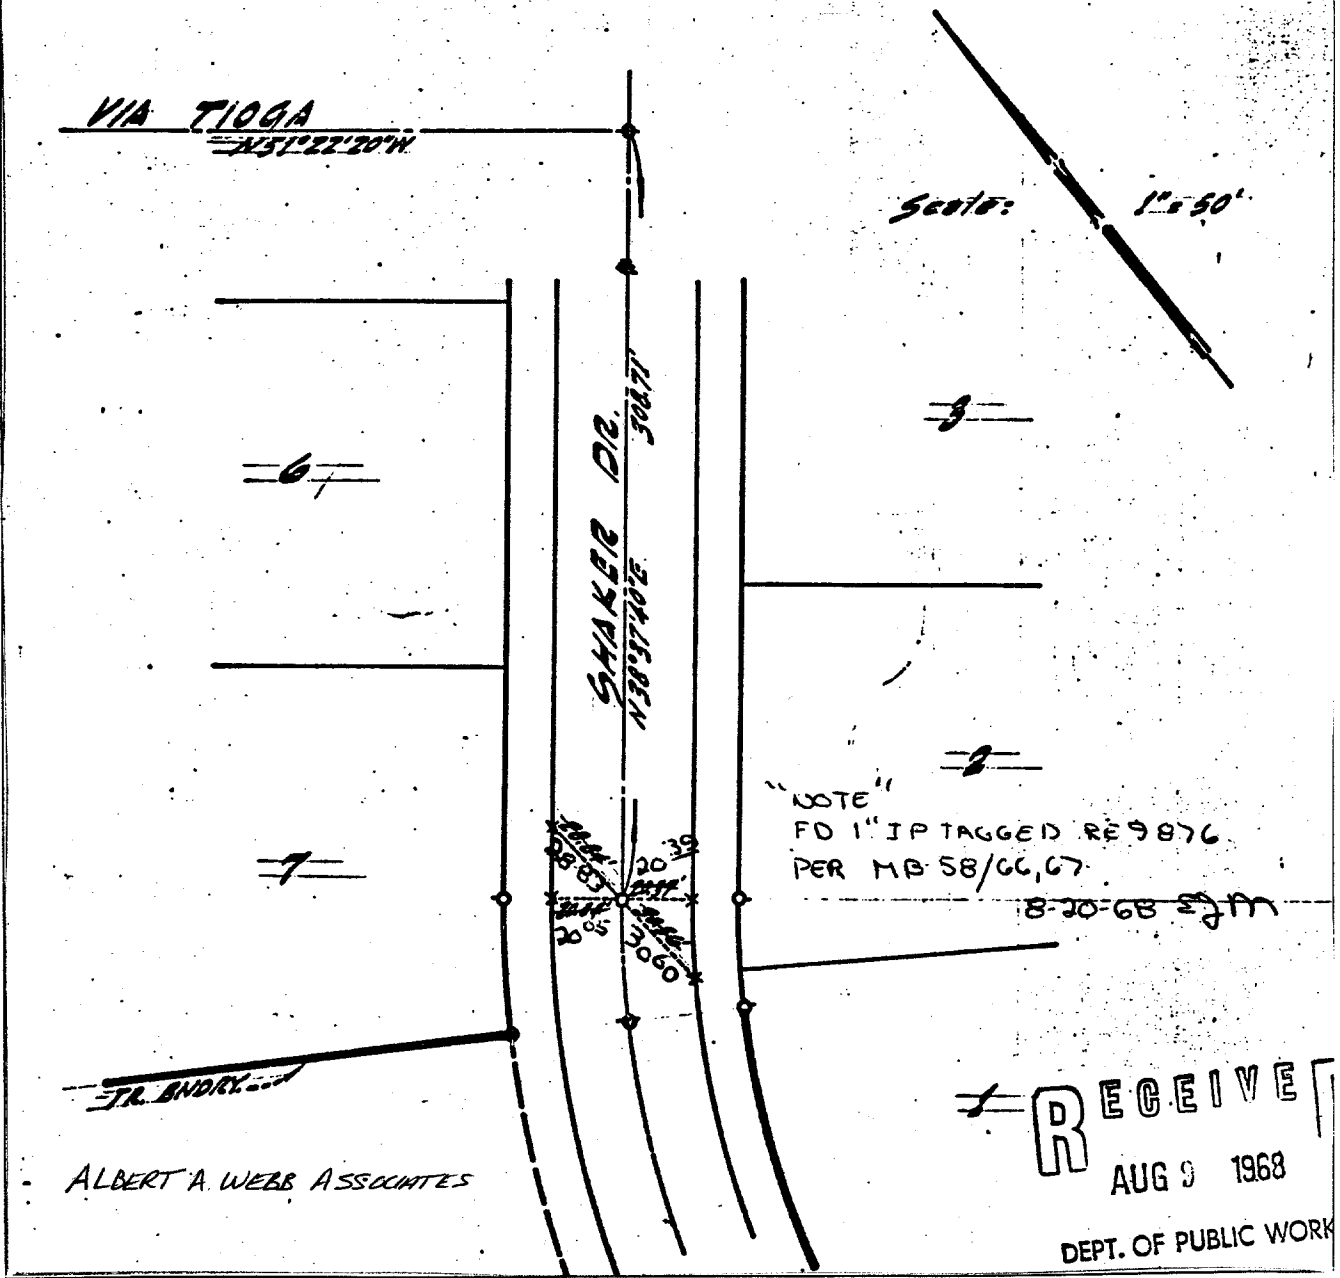 VIA TIOGA
N51°22'20"W
Scale: 1"=50'
308.71'
3
SHAKER DR.
6
N38°37'40"E
2
"NOTE"
FD 1" IP TAGGED RE 9876
PER MB 58/66,67
8-20-68 EJM
7
28 83
20 .39
20 .05
30 60
TR. BNDRY.
1
RECEIVE
ALBERT A. WEBB ASSOCIATES
AUG 9 1968
DEPT. OF PUBLIC WORK